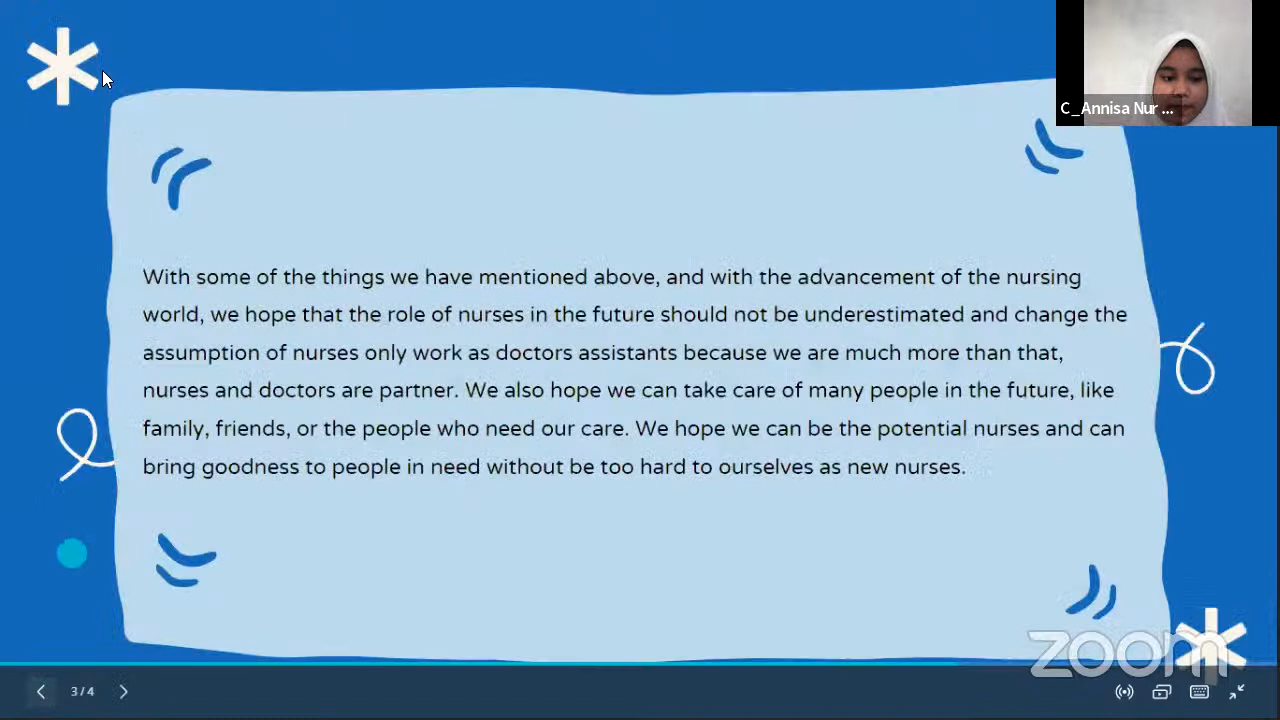 C_Annisa Nur ...
With some of the things we have mentioned above, and with the advancement of the nursing
world, we hope that the role of nurses in the future should not be underestimated and change the
assumption of nurses only work as doctors assistants because we are much more than that,
nurses and doctors are partner. We also hope we can take care of many people in the future, like
family, friends, or the people who need our care. We hope we can be the potential nurses and can
bring goodness to people in need without be too hard to ourselves as new nurses.
zoom
3/4